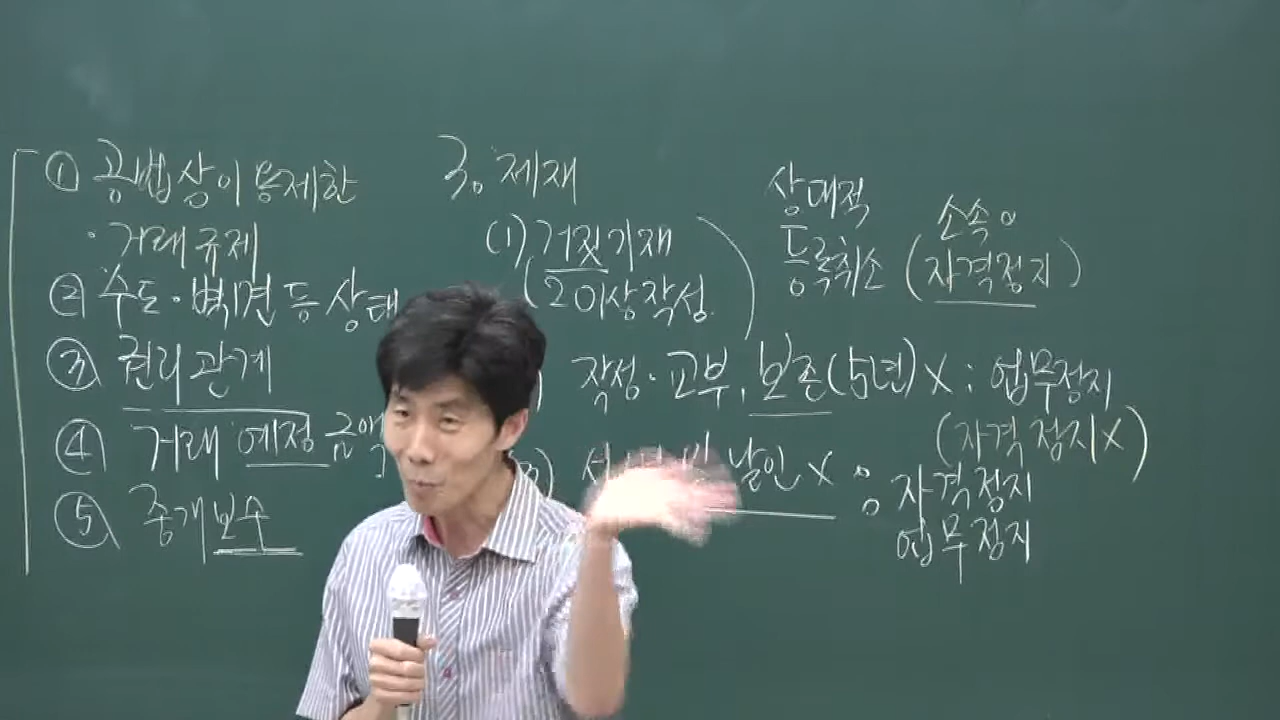 ① 공법상이용제한
· 거래규제
② 수도·벽면등상태
③ 권리관계
④ 거래예정금액
⑤ 중개보수
3. 제재
(1) 거짓기재
(2이상작성
상대적
등록취소
소속。
(자격정지)
작성·교부, 보존(5년)X : 업무정지
(자격정지X)
날인 X : 자격정지
업무정지